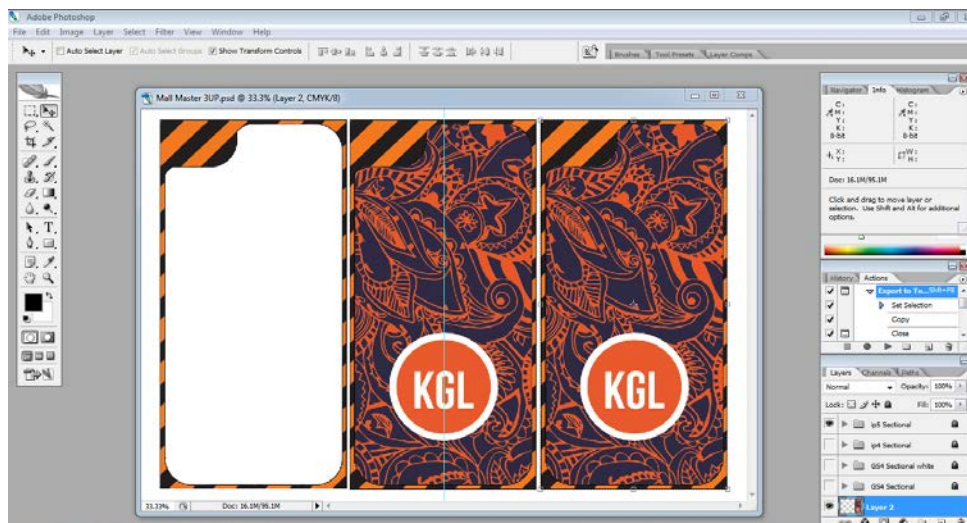 Adobe Photoshop
File Edit Image Layer Select Filter View Window Help
Auto Select Layer Auto Select Groups Show Transform Controls
Brushes Tool Presets Layer Comps
Mall Master 3UP.psd @ 33.3% (Layer 2, CMYK/8)
KGL
KGL
33.33% Doc: 16.1M/95.1M
Navigator Info Histogram
C: C:
M: M:
Y: Y:
K: K:
8-bit 8-bit
X: W:
Y: H:
Doc: 16.1M/95.1M
Click and drag to move layer or
selection. Use Shift and Alt for additional
options.
History Actions
Export to Te...Shft+F8
Set Selection
Copy
Close
Layers Channels Paths
Normal Opacity: 100%
Lock: Fill: 100%
ip5 Sectional
ip4 Sectional
GS4 Sectional white
GS4 Sectional
Layer 2